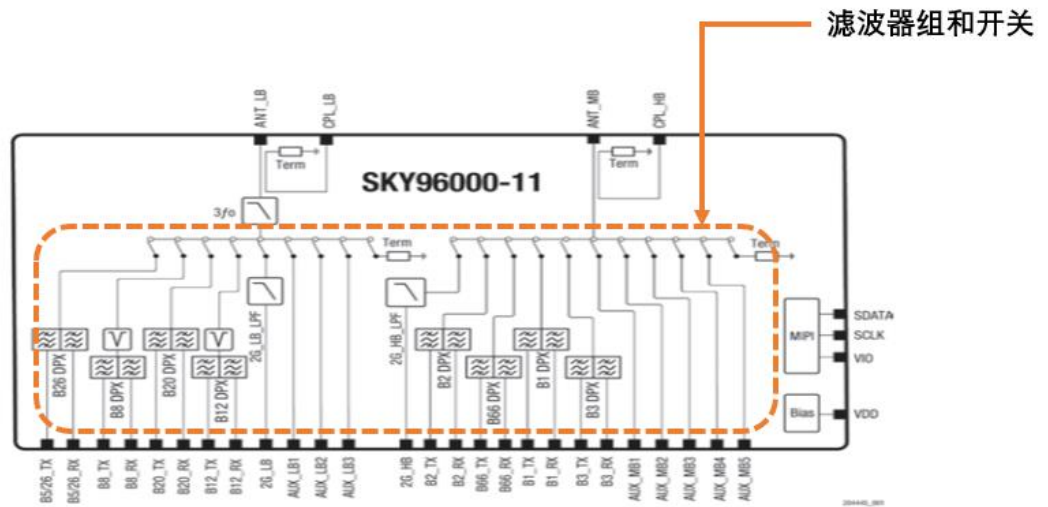 滤波器组和开关
ANT_LB
CPL_LB
ANT_MB
CPL_HB
Term
Term
SKY96000-11
3fo
Term
Term
2G_LB_LPF
2G_HB_LPF
B26 DPX
B8 DPX
B20 DPX
B12 DPX
B2 DPX
B66 DPX
B1 DPX
B3 DPX
MIPI
SDATA
SCLK
VIO
Bias
VDD
B5/26_TX
B5/26_RX
B8_TX
B8_RX
B20_TX
B20_RX
B12_TX
B12_RX
2G_LB
AUX_LB1
AUX_LB2
AUX_LB3
2G_HB
B2_TX
B2_RX
B66_TX
B66_RX
B1_TX
B1_RX
B3_TX
B3_RX
AUX_MB1
AUX_MB2
AUX_MB3
AUX_MB4
AUX_MB5